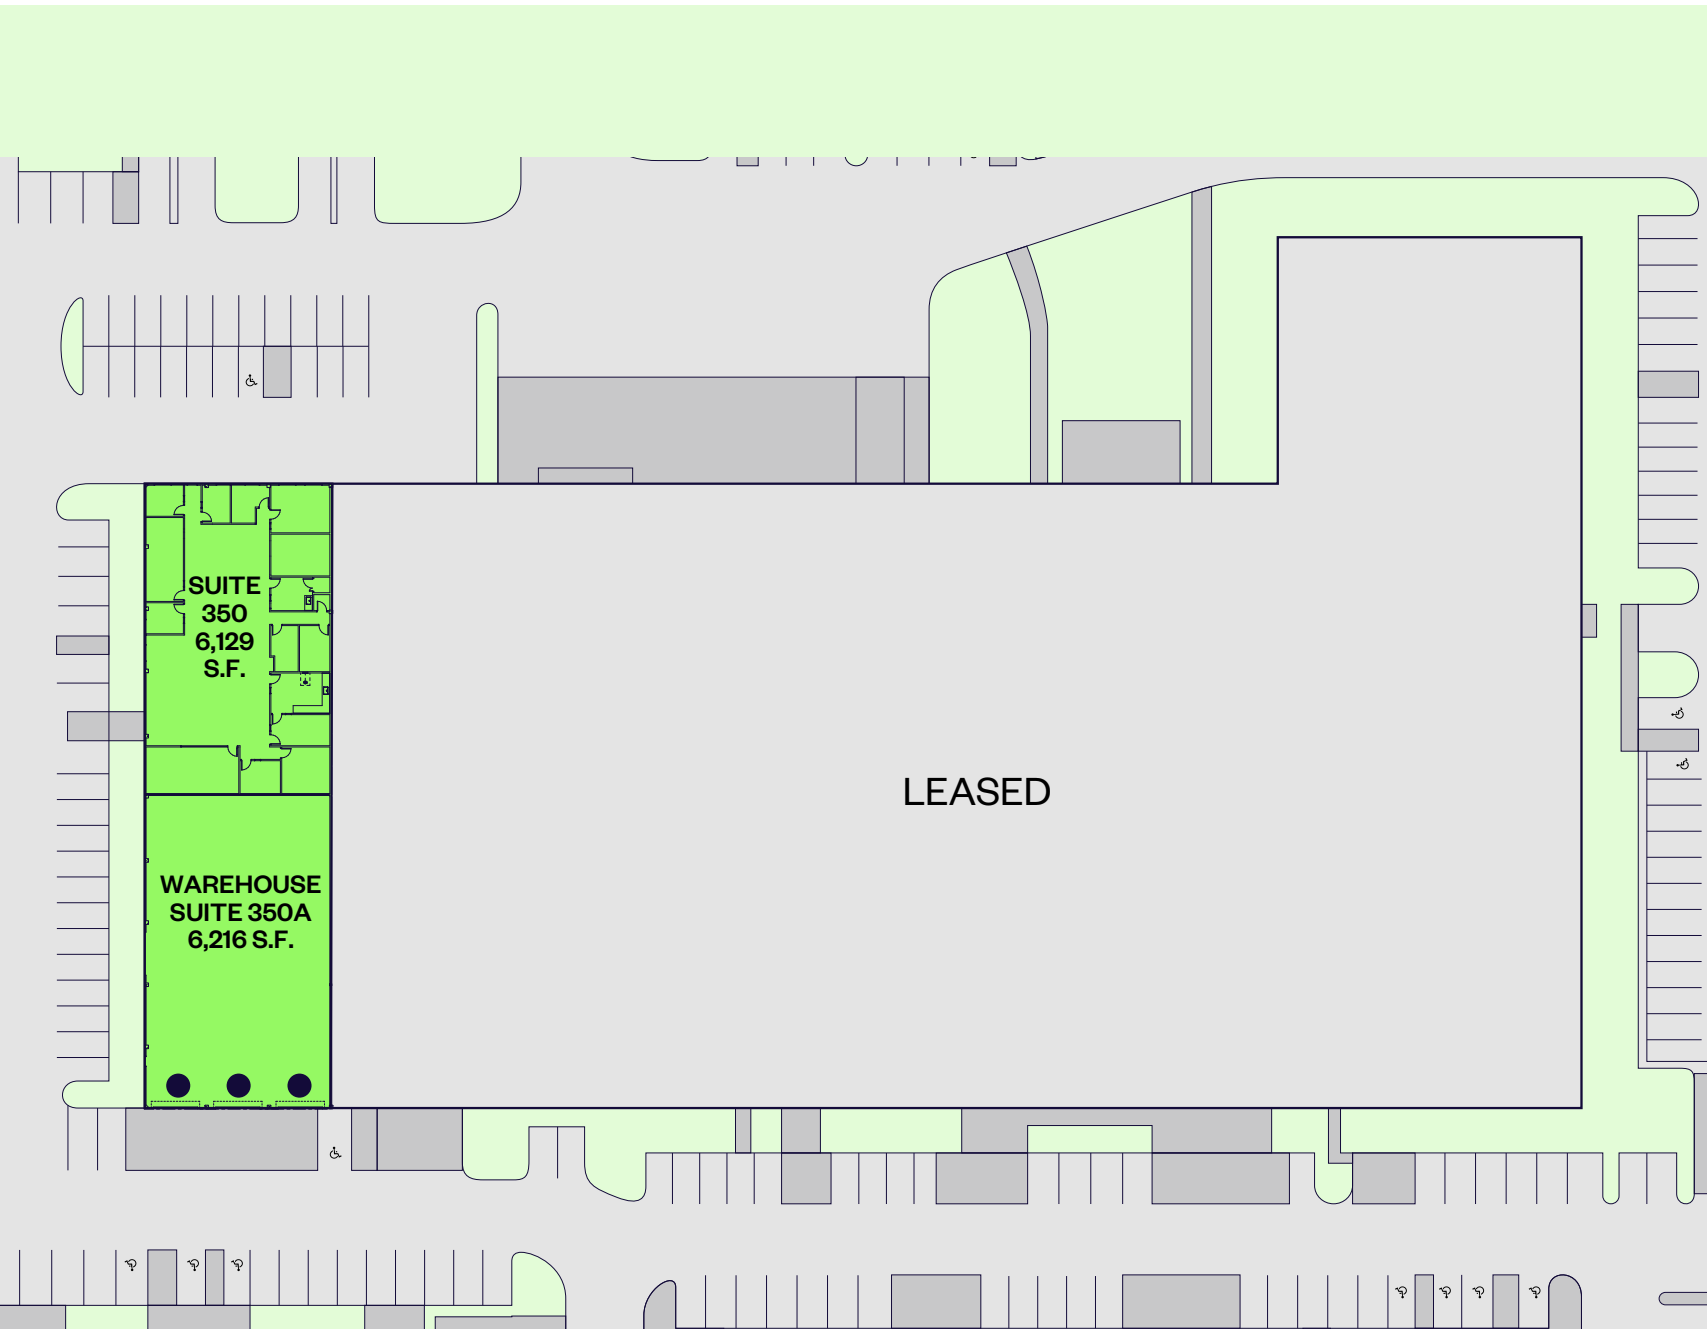 SUITE
350
6,129
S.F.
LEASED
WAREHOUSE
SUITE 350A
6,216 S.F.